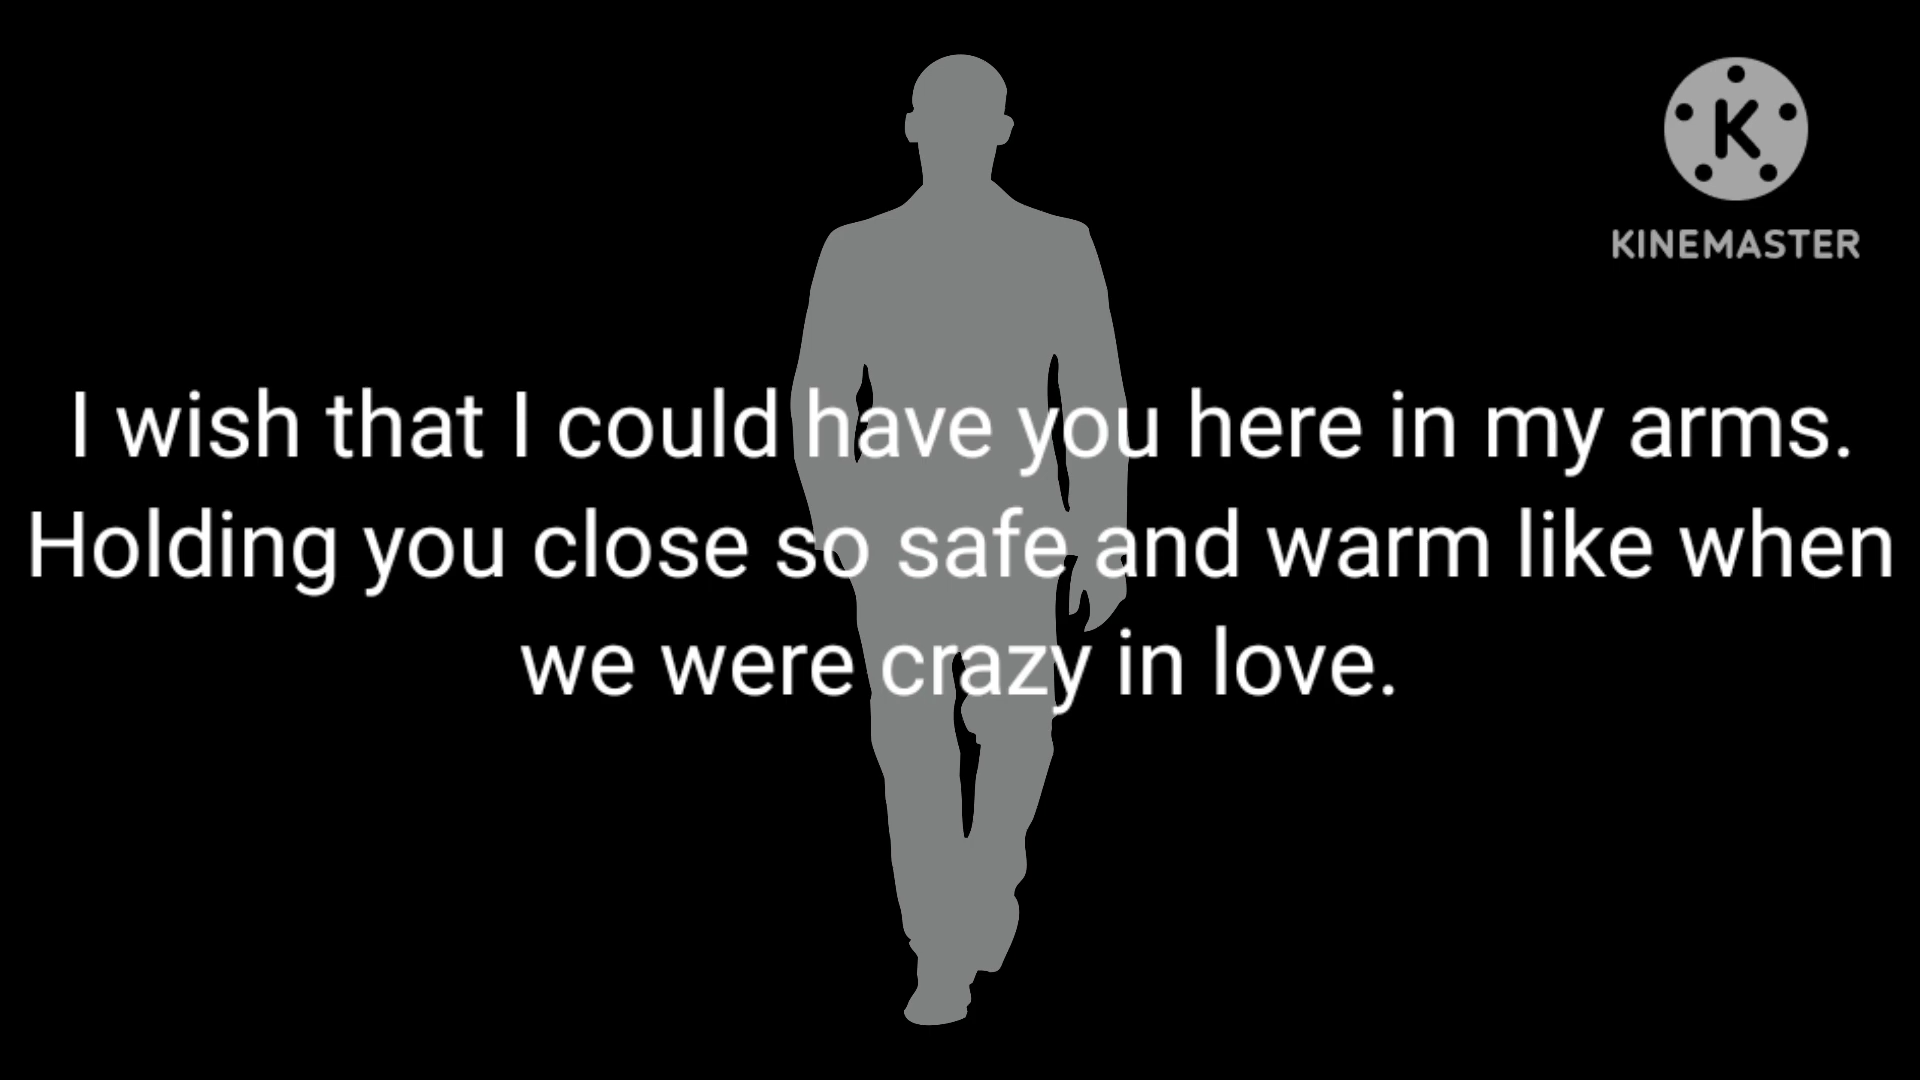 K
KINEMASTER
I wish that I could have you here in my arms.
Holding you close so safe and warm like when
we were crazy in love.